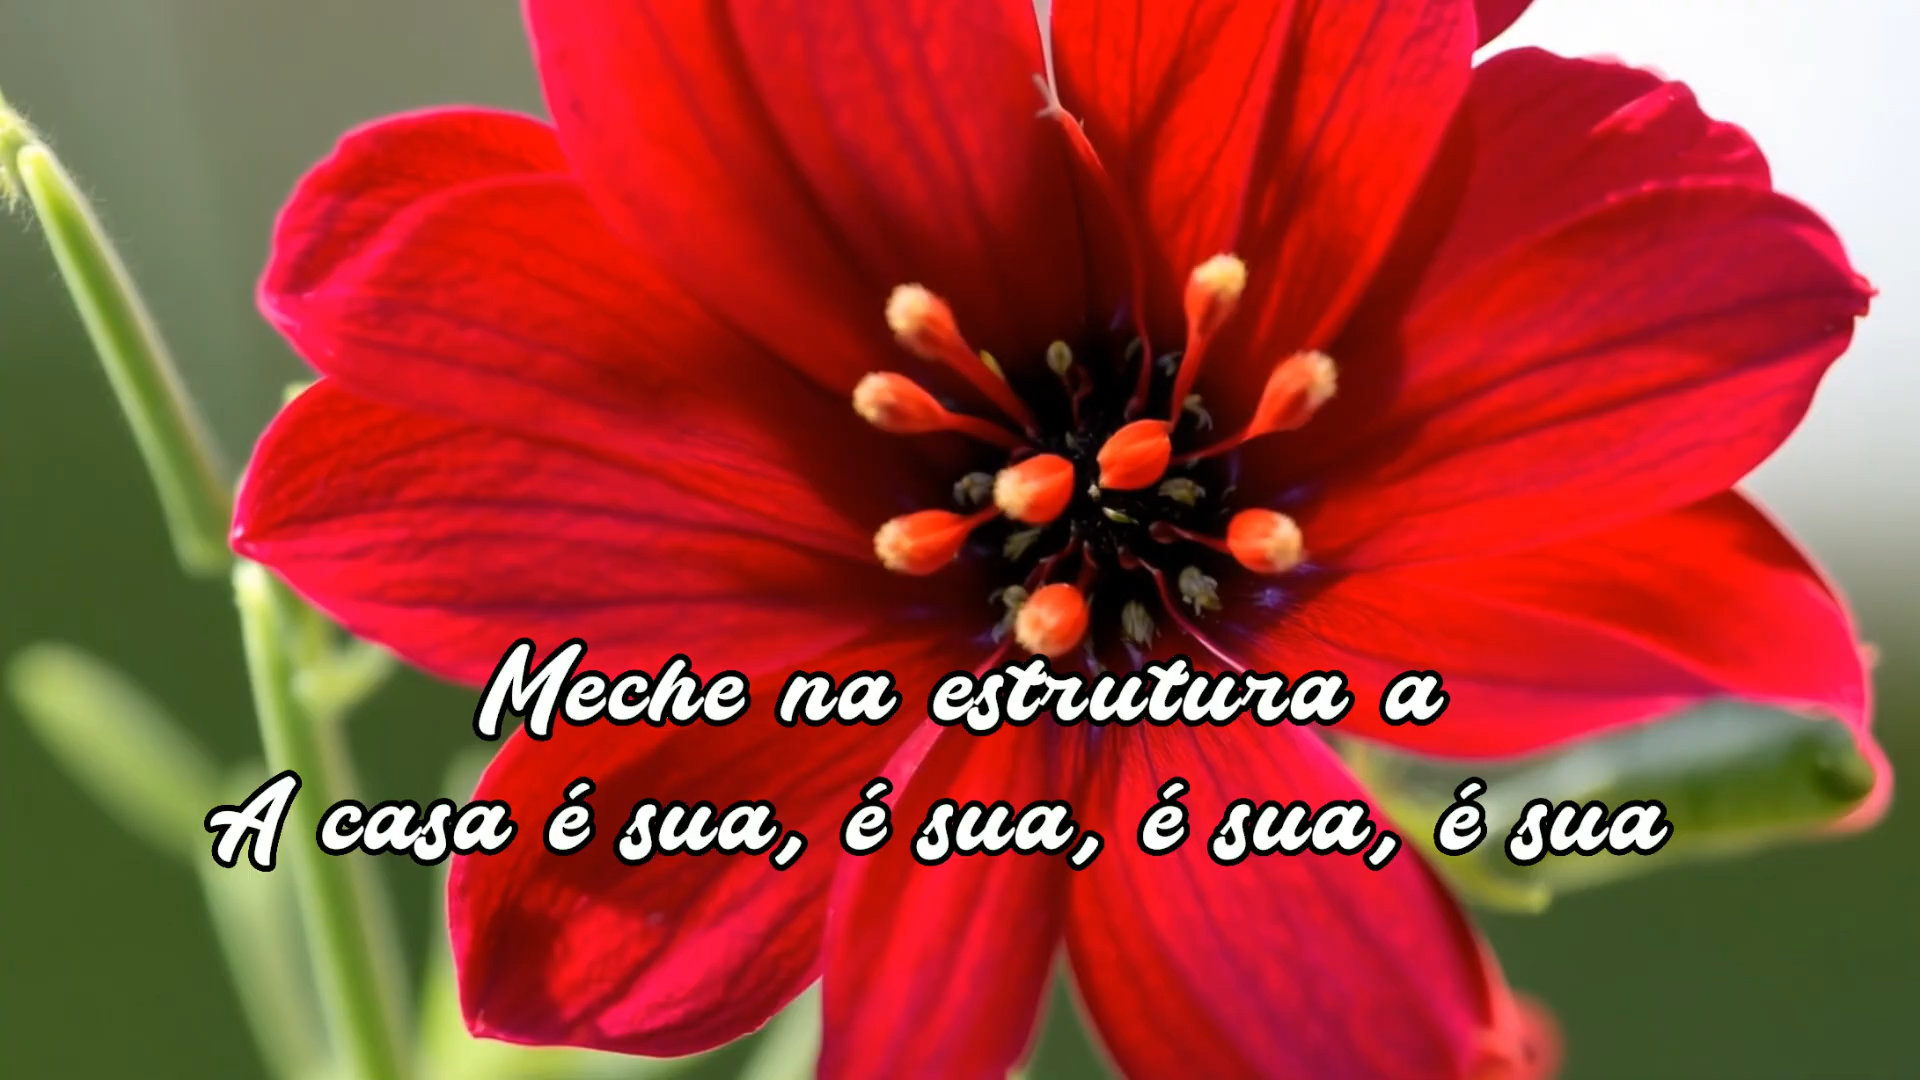 Meche na estrutura a
A casa é sua, é sua, é sua, é sua